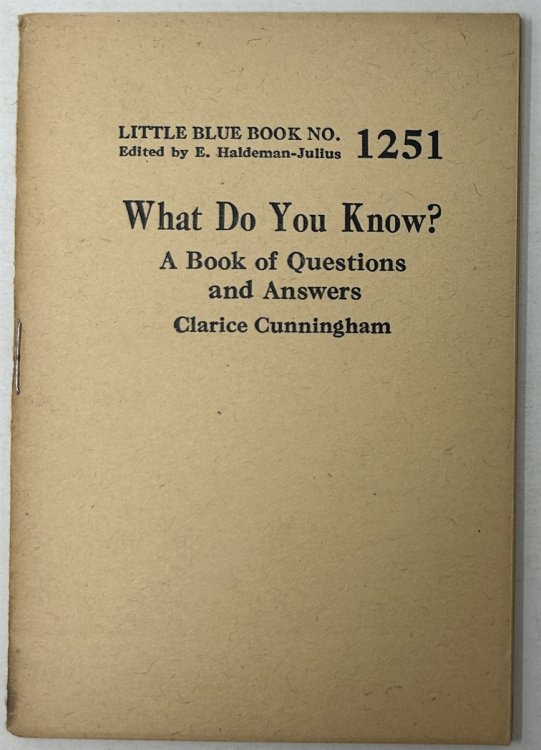 LITTLE BLUE BOOK NO. 1251
Edited by E. Haldeman-Julius
What Do You Know?
A Book of Questions
and Answers
Clarice Cunningham